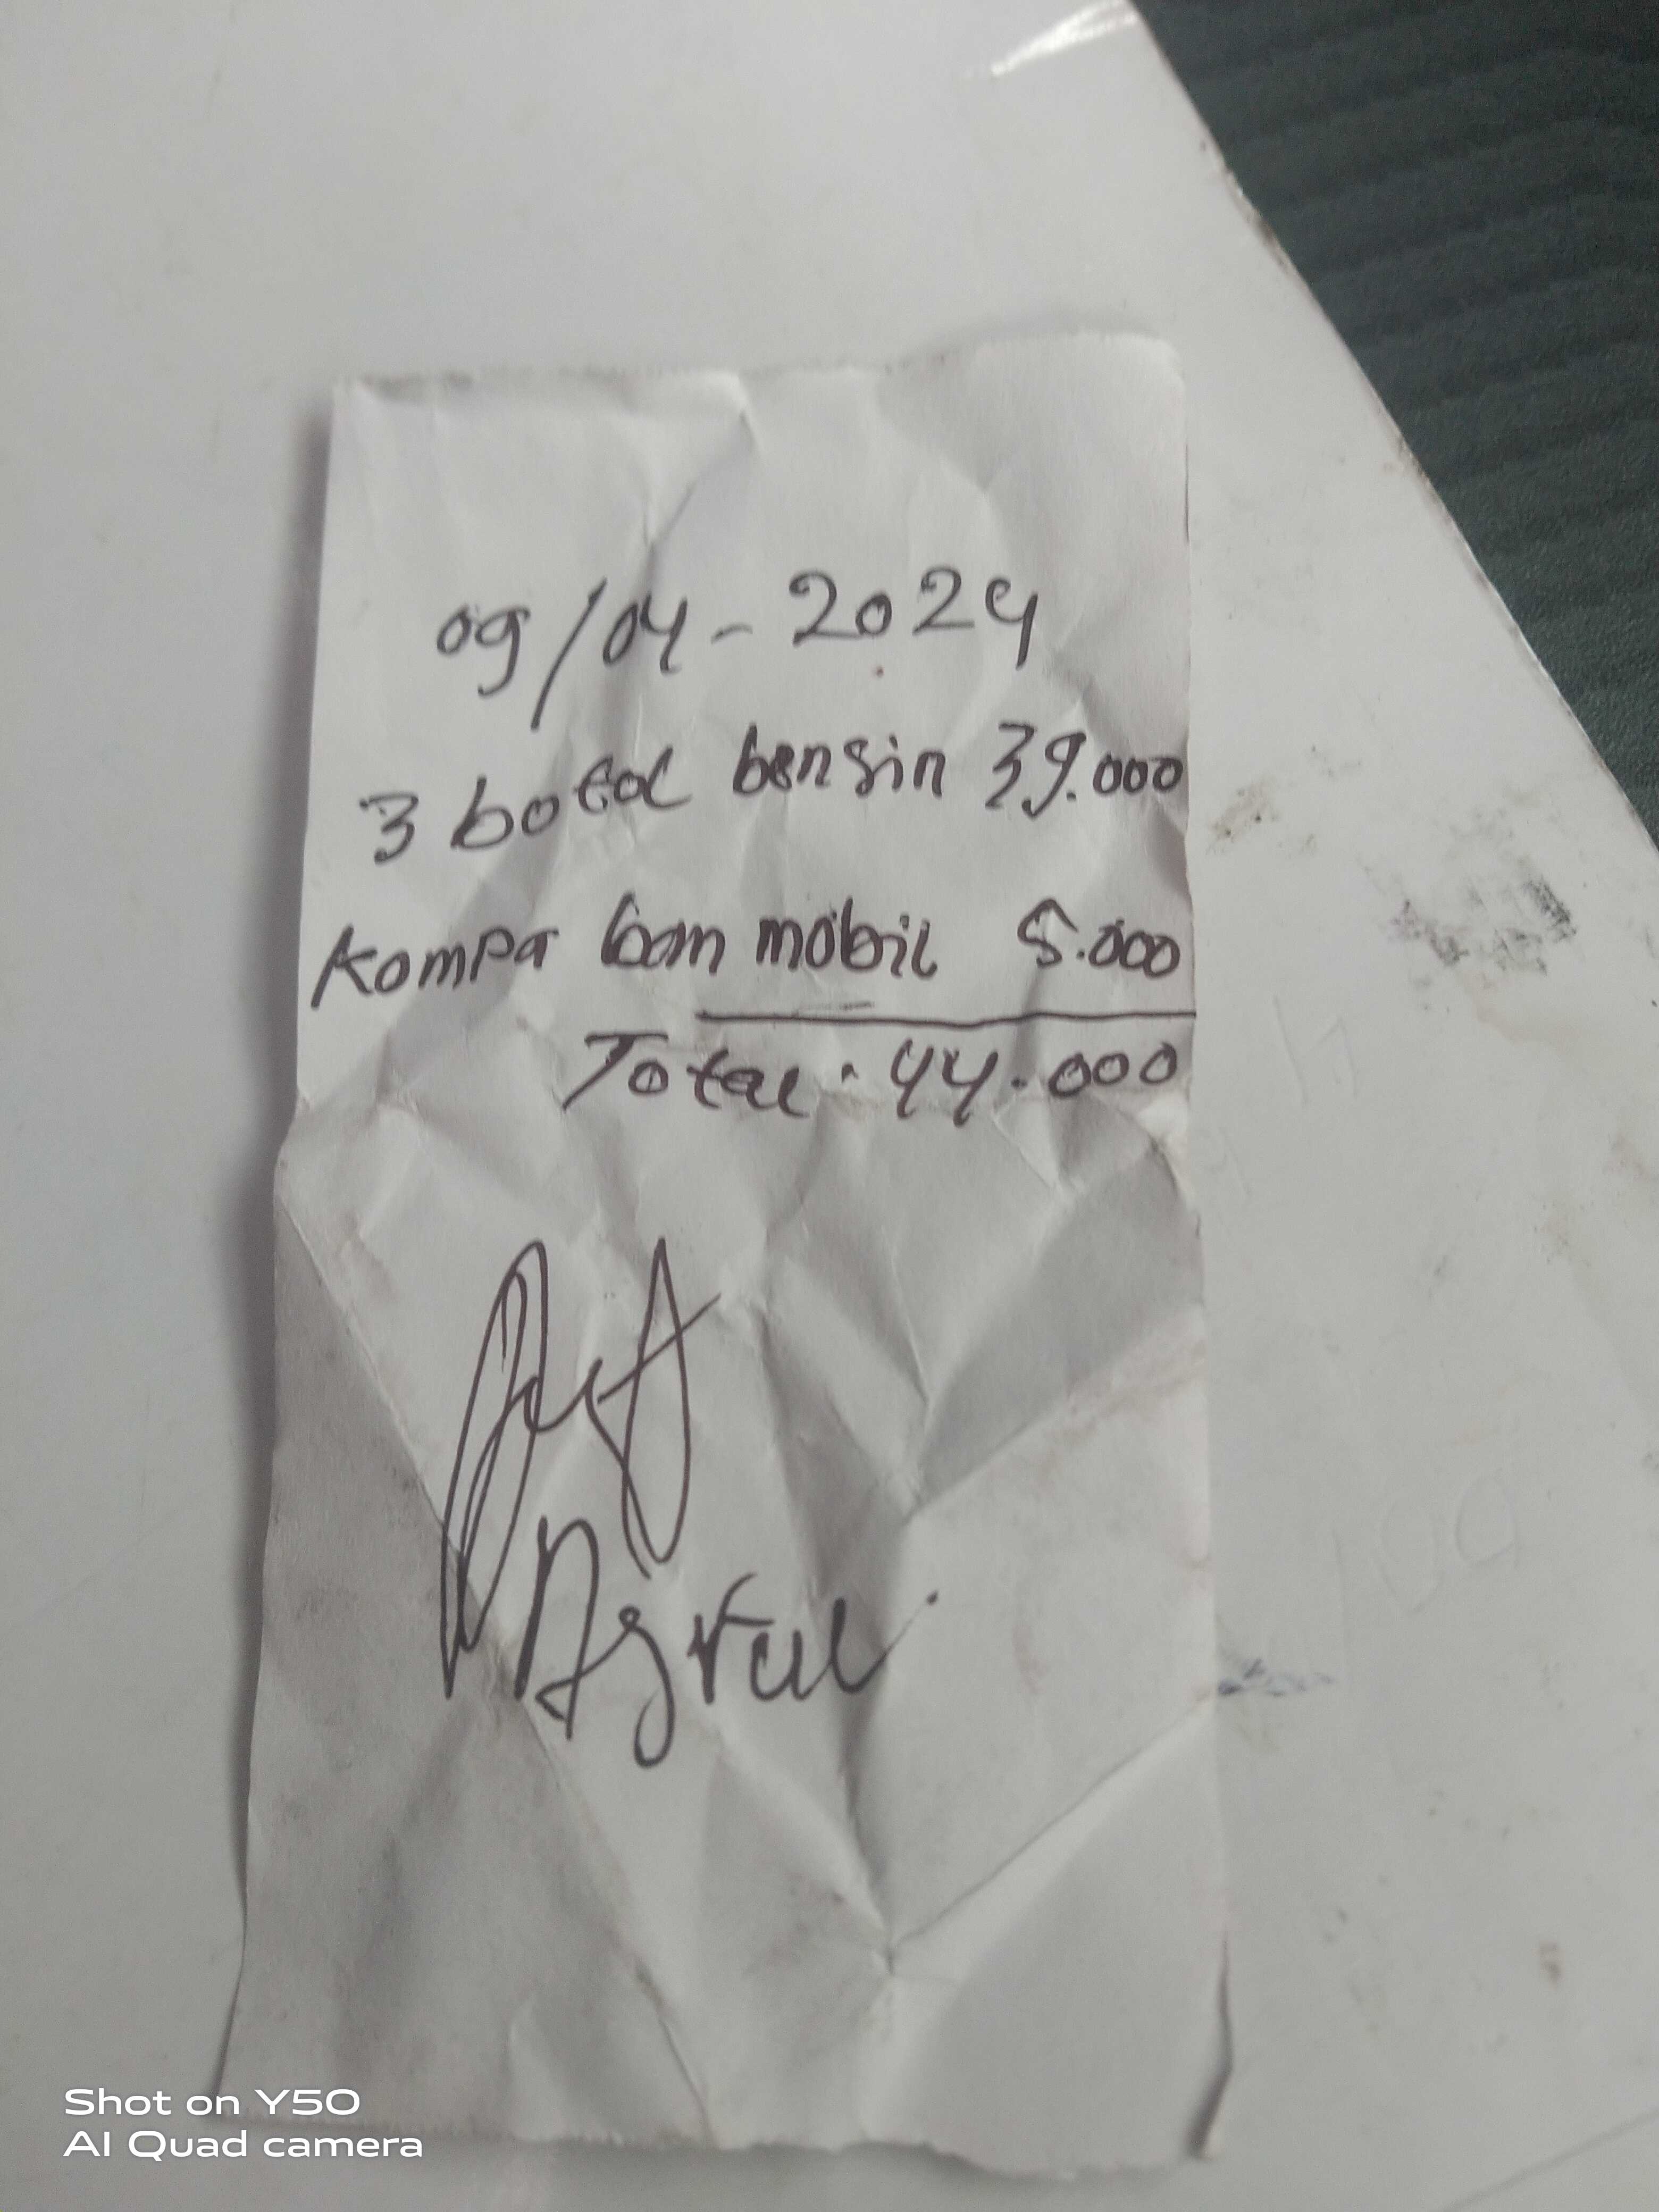 09/04-2024
3 botol bensin 39.000
Kompa ban mobil 5.000
Total. 44.000
Shot on Y50
AI Quad camera